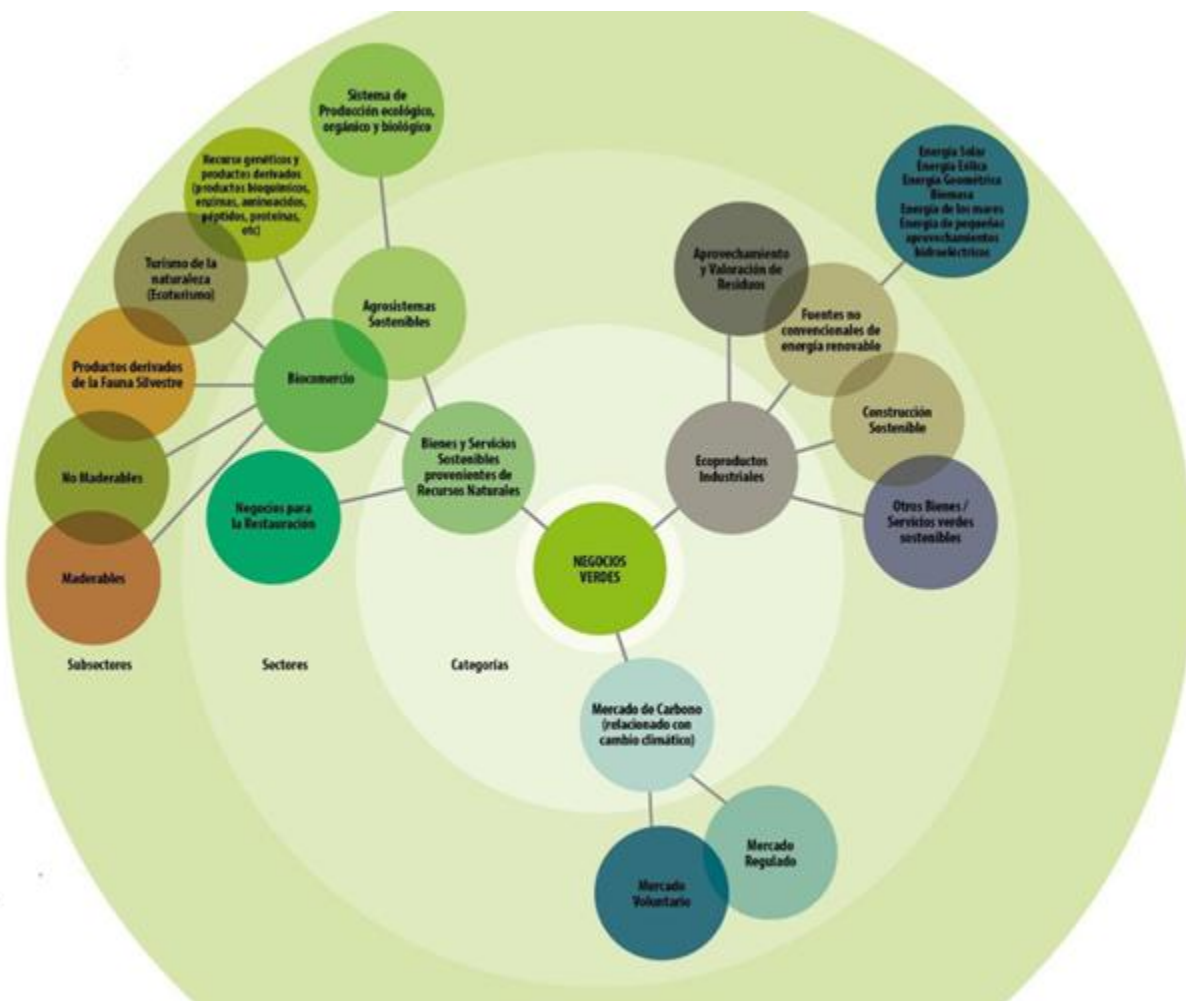 Sistema de
Producción ecológico,
orgánico y biológico
Recurse genéticos y
productos derivados
(productos bioquímicos,
enzimas, aminoacidos,
péptidos, proteinas,
etc)
Turismo de la
naturaleza
(Ecoturismo)
Productos derivados
de la Fauna Silvestre
No Maderables
Maderables
Agrosistemas
Sostenibles
Biocomercio
Negocios para
la Restauración
Bienes y Servicios
Sostenibles
provenientes de
Recursos Naturales
NEGOCIOS
VERDES
Ecoproductos
Industriales
Aprovechamiento
y Valoración de
Residuos
Fuentes no
convencionales de
energía renovable
Energía Solar
Energía Eólica
Energía Geométrica
Biomasa
Energía de los mares
Energía de pequeños
aprovechamientos
hidroeléctricos
Construcción
Sostenible
Otros Bienes /
Servicios verdes
sostenibles
Subsectores
Sectores
Categorías
Mercado de Carbono
(relacionado con
cambio climático)
Mercado
Regulado
Mercado
Voluntario